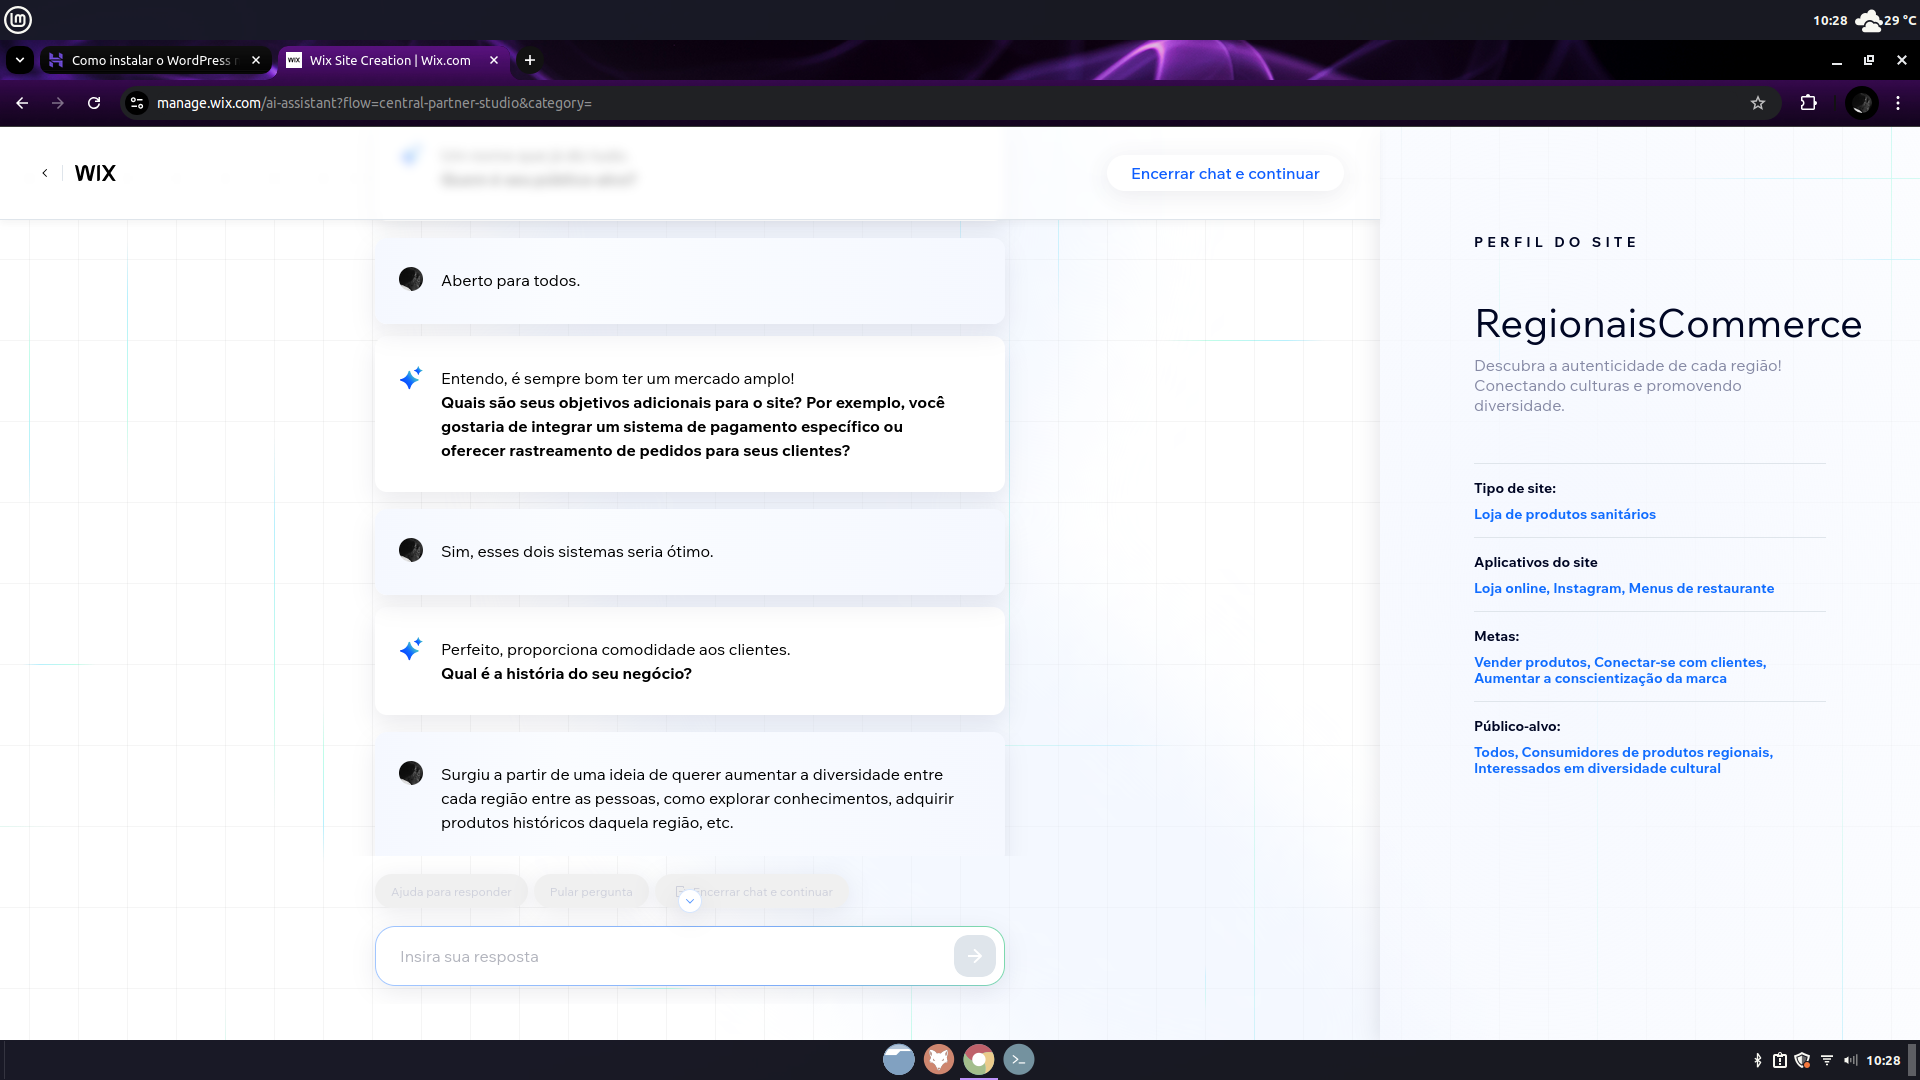 10:28
29 °C
Como instalar o WordPress
Wix Site Creation | Wix.com
manage.wix.com/ai-assistant?flow=central-partner-studio&category=
WIX
Encerrar chat e continuar
Aberto para todos.
Entendo, é sempre bom ter um mercado amplo!
Quais são seus objetivos adicionais para o site? Por exemplo, você
gostaria de integrar um sistema de pagamento específico ou
oferecer rastreamento de pedidos para seus clientes?
Sim, esses dois sistemas seria ótimo.
Perfeito, proporciona comodidade aos clientes.
Qual é a história do seu negócio?
Surgiu a partir de uma ideia de querer aumentar a diversidade entre
cada região entre as pessoas, como explorar conhecimentos, adquirir
produtos históricos daquela região, etc.
Ajuda para responder
Pular pergunta
Encerrar chat e continuar
Insira sua resposta
PERFIL DO SITE
RegionaisCommerce
Descubra a autenticidade de cada região!
Conectando culturas e promovendo
diversidade.
Tipo de site:
Loja de produtos sanitários
Aplicativos do site
Loja online, Instagram, Menus de restaurante
Metas:
Vender produtos, Conectar-se com clientes,
Aumentar a conscientização da marca
Público-alvo:
Todos, Consumidores de produtos regionais,
Interessados em diversidade cultural
10:28